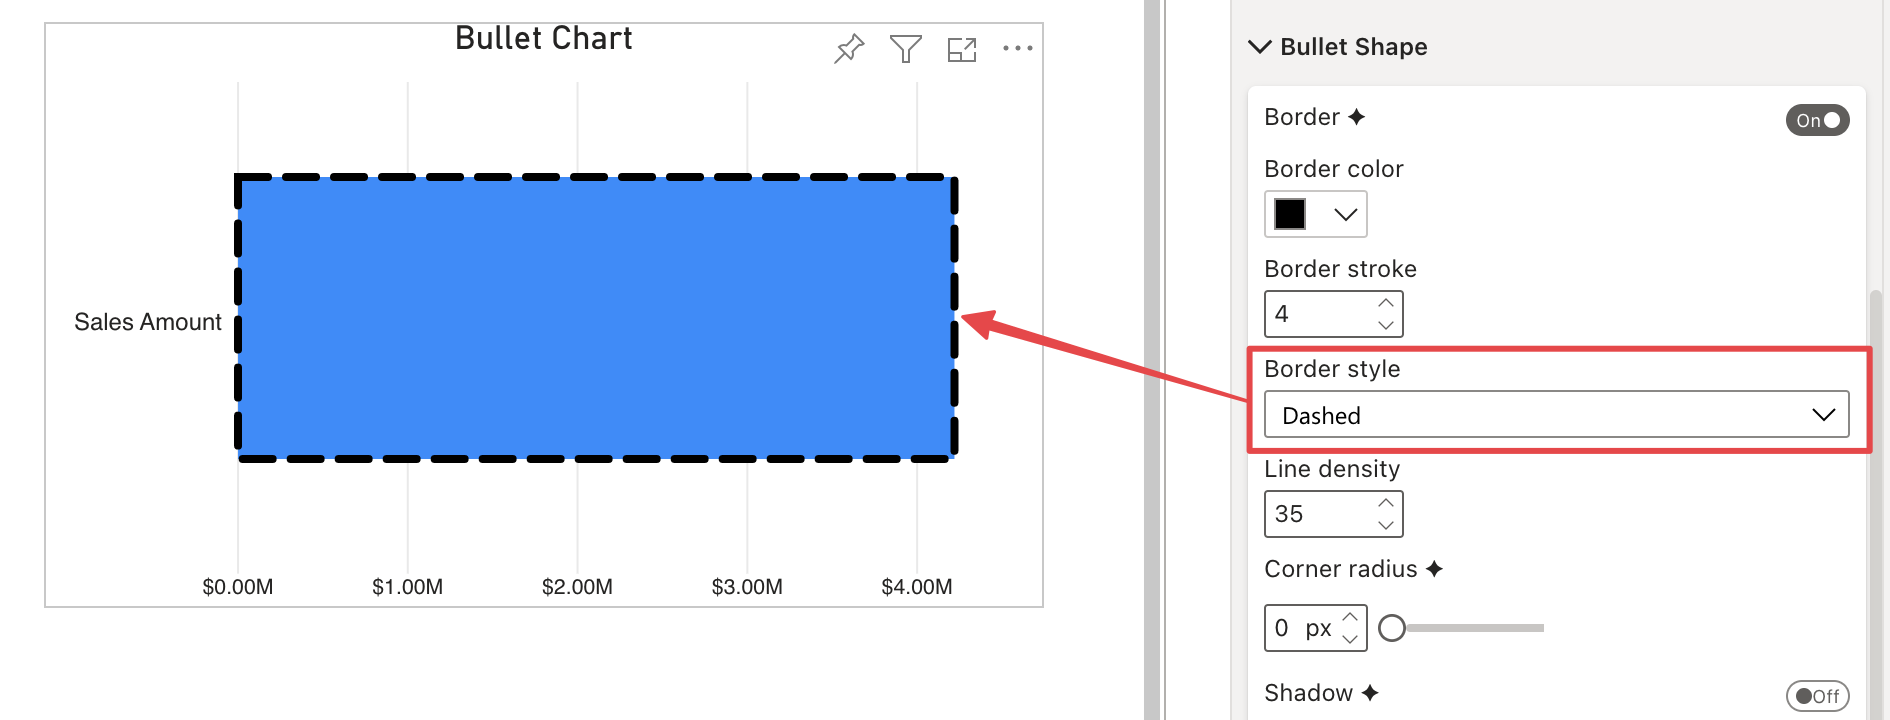 Bullet Chart
Sales Amount
$0.00M $1.00M $2.00M $3.00M $4.00M
Bullet Shape
Border
On
Border color
Border stroke
4
Border style
Dashed
Line density
35
Corner radius
0 px
Shadow
Off